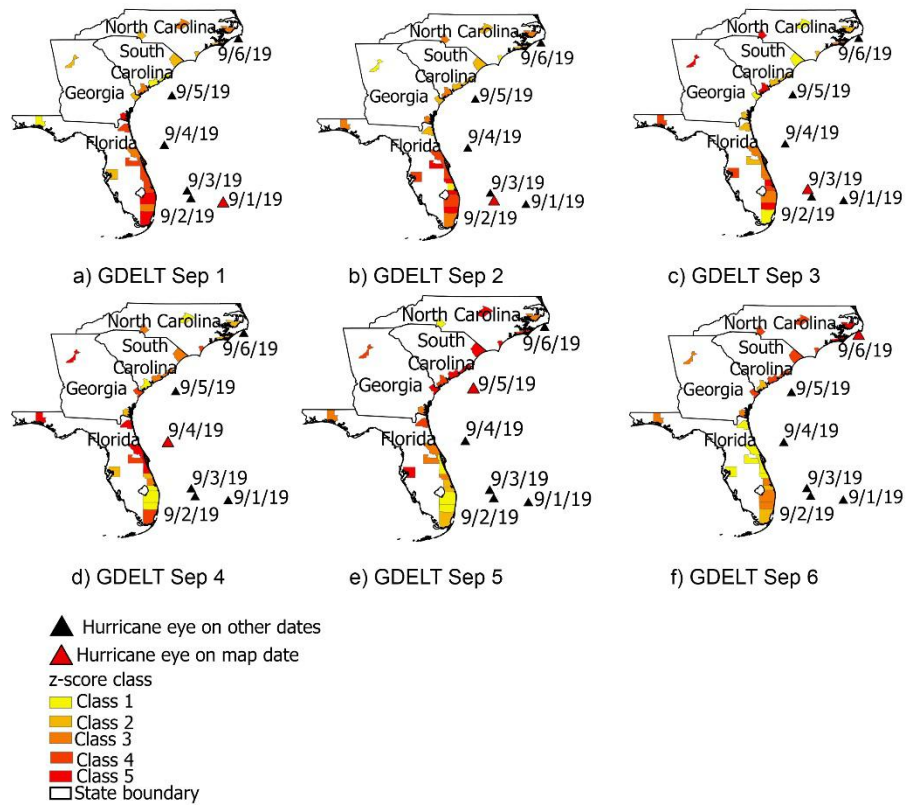 North Carolina
9/6/19
South
Carolina
9/5/19
Georgia
9/4/19
Florida
9/3/19
9/1/19
9/2/19
a) GDELT Sep 1
North Carolina
9/6/19
South
Carolina
9/5/19
Georgia
9/4/19
Florida
9/3/19
9/1/19
9/2/19
b) GDELT Sep 2
North Carolina
9/6/19
South
Carolina
9/5/19
Georgia
9/4/19
Florida
9/3/19
9/1/19
9/2/19
c) GDELT Sep 3
North Carolina
9/6/19
South
Carolina
9/5/19
Georgia
9/4/19
Florida
9/3/19
9/1/19
9/2/19
d) GDELT Sep 4
North Carolina
9/6/19
South
Carolina
9/5/19
Georgia
9/4/19
Florida
9/3/19
9/1/19
9/2/19
e) GDELT Sep 5
North Carolina
9/6/19
South
Carolina
9/5/19
Georgia
9/4/19
Florida
9/3/19
9/1/19
9/2/19
f) GDELT Sep 6
Hurricane eye on other dates
Hurricane eye on map date
z-score class
Class 1
Class 2
Class 3
Class 4
Class 5
State boundary